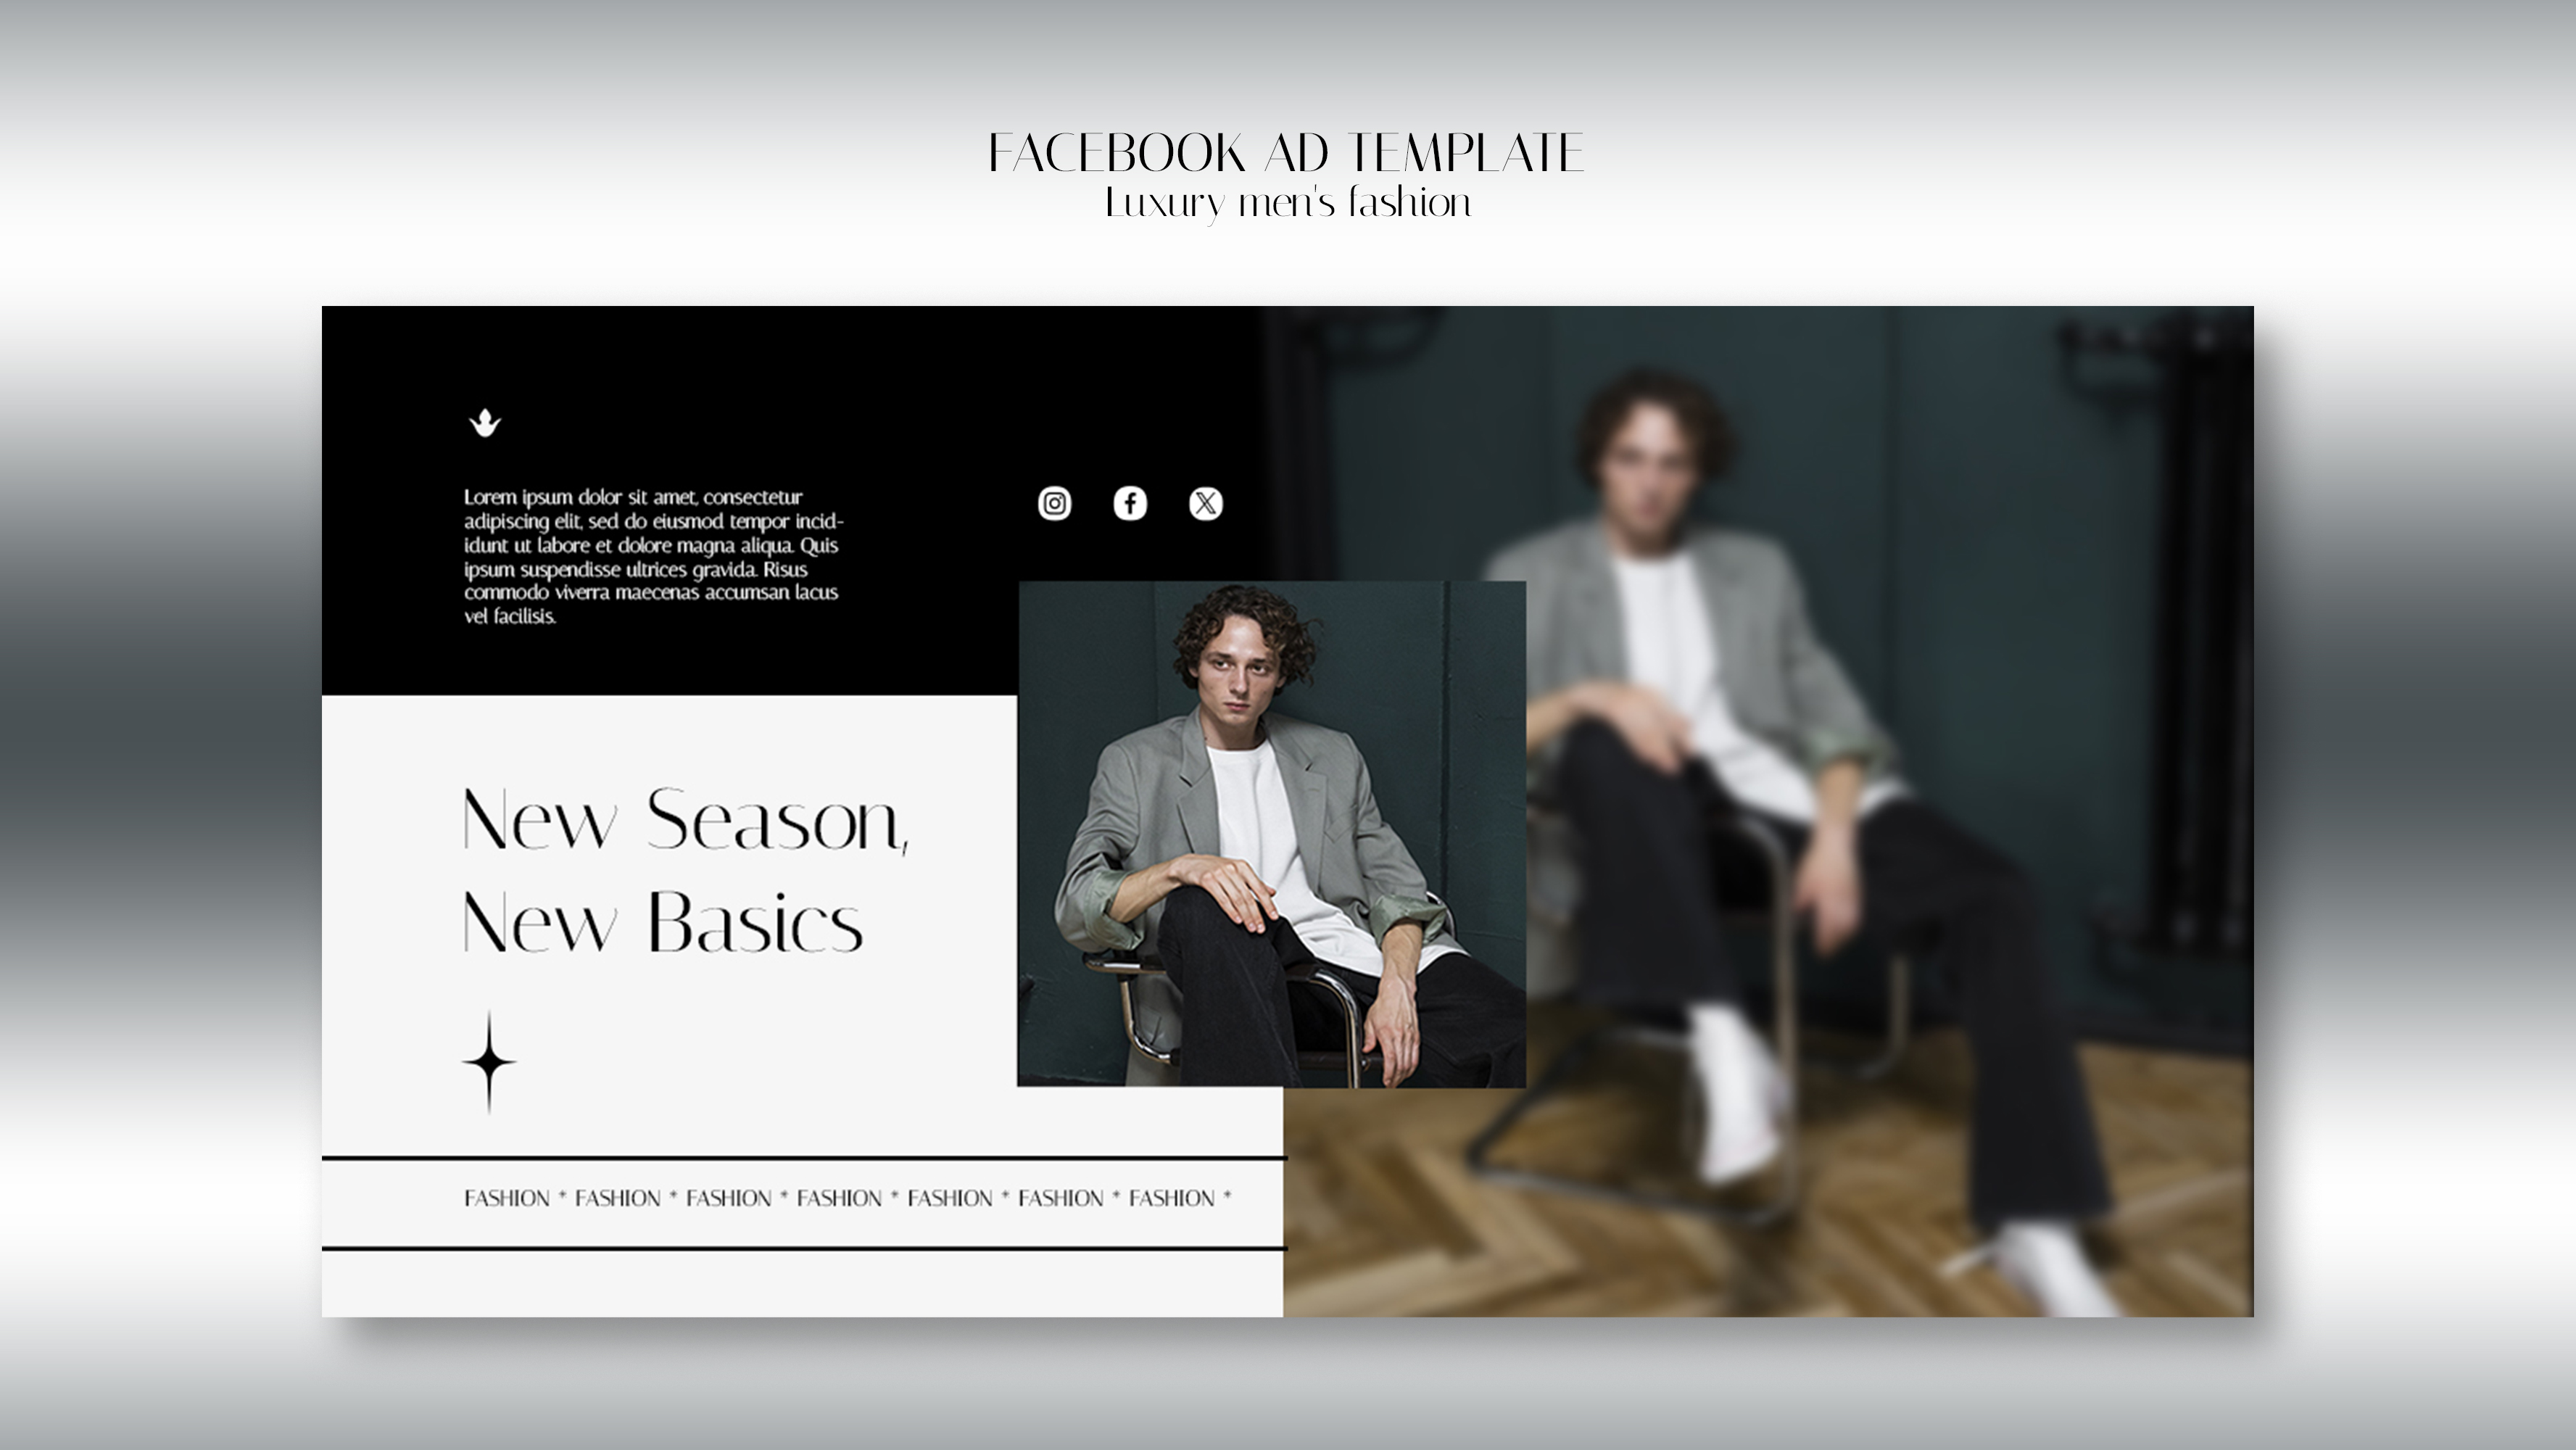 FACEBOOK AD TEMPLATE
Luxury men's fashion
Lorem ipsum dolor sit amet, consectetur
adipiscing elit, sed do eiusmod tempor incid-
idunt ut labore et dolore magna aliqua. Quis
ipsum suspendisse ultrices gravida. Risus
commodo viverra maecenas accumsan lacus
vel facilisis.
New Season,
New Basics
FASHION * FASHION * FASHION * FASHION * FASHION * FASHION * FASHION *